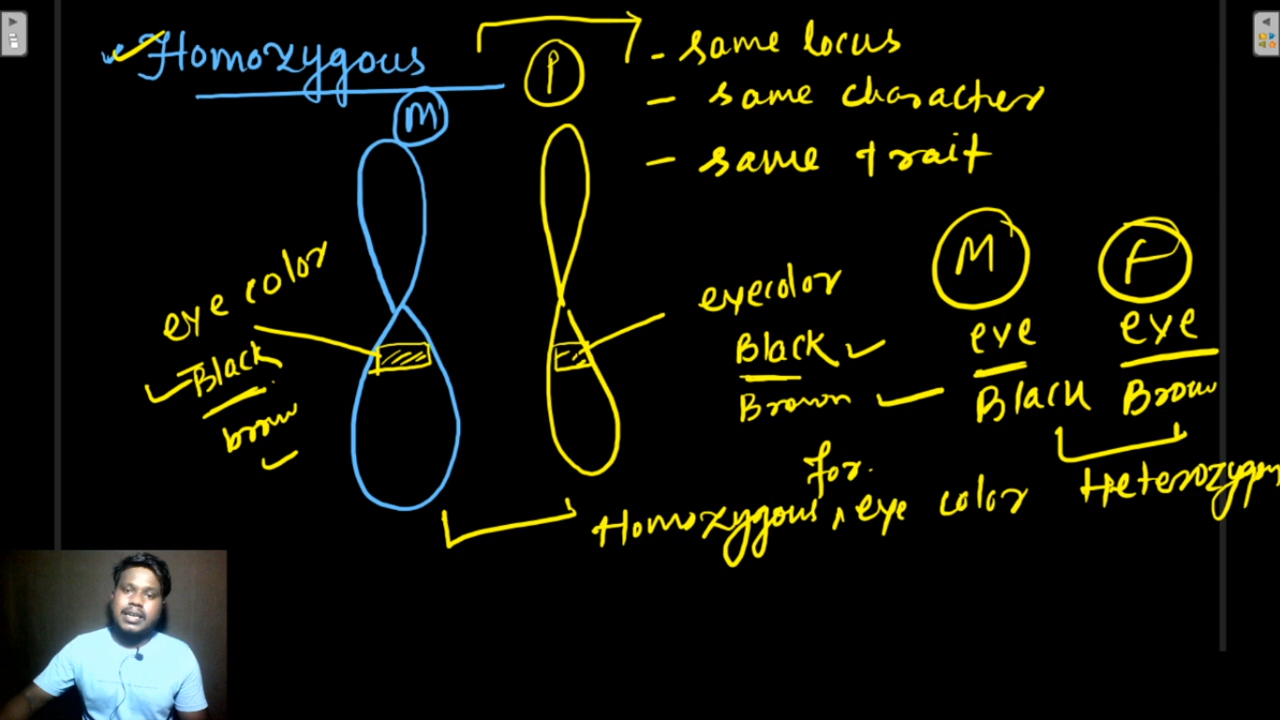 Homozygous
M
P
- same locus
- same character
- same trait
eye color
Black
brown
eyecolor
Black
Brown
M
F
eye
eye
Black
Brown
Heterozygous
for
Homozygous ^ eye color